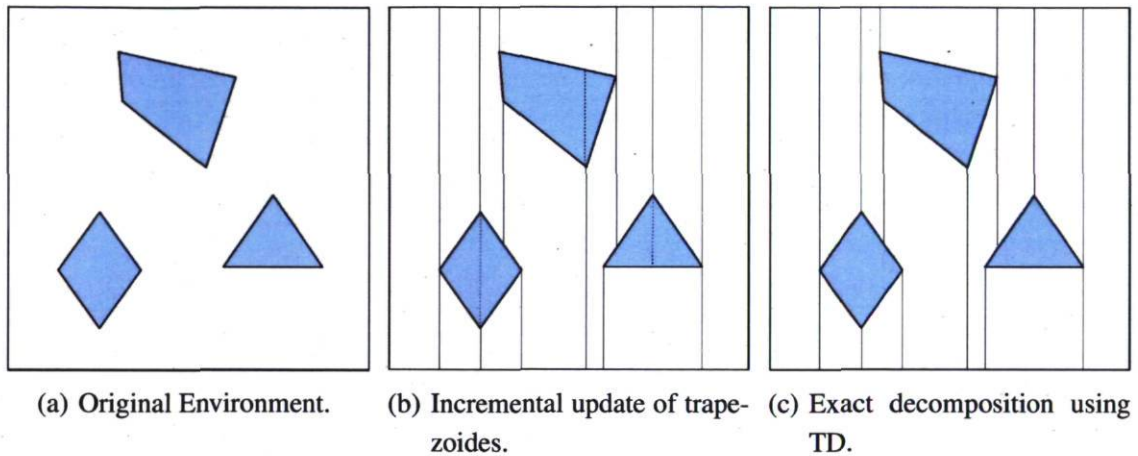 (a) Original Environment.
(b) Incremental update of trape-
zoides.
(c) Exact decomposition using
TD.